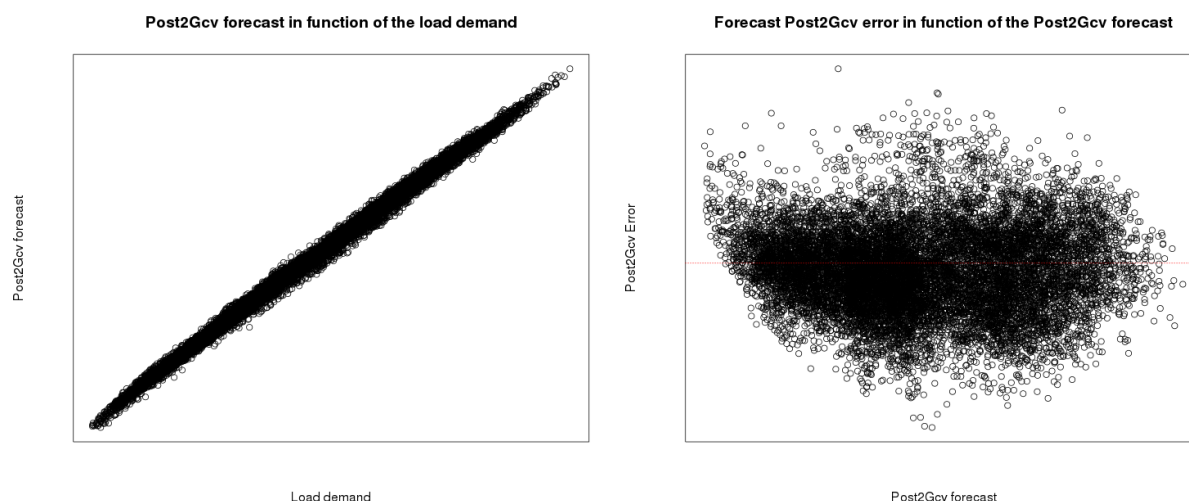 Post2Gcv forecast in function of the load demand
Post2Gcv forecast
Load demand
Forecast Post2Gcv error in function of the Post2Gcv forecast
Post2Gcv Error
Post2Gcv forecast